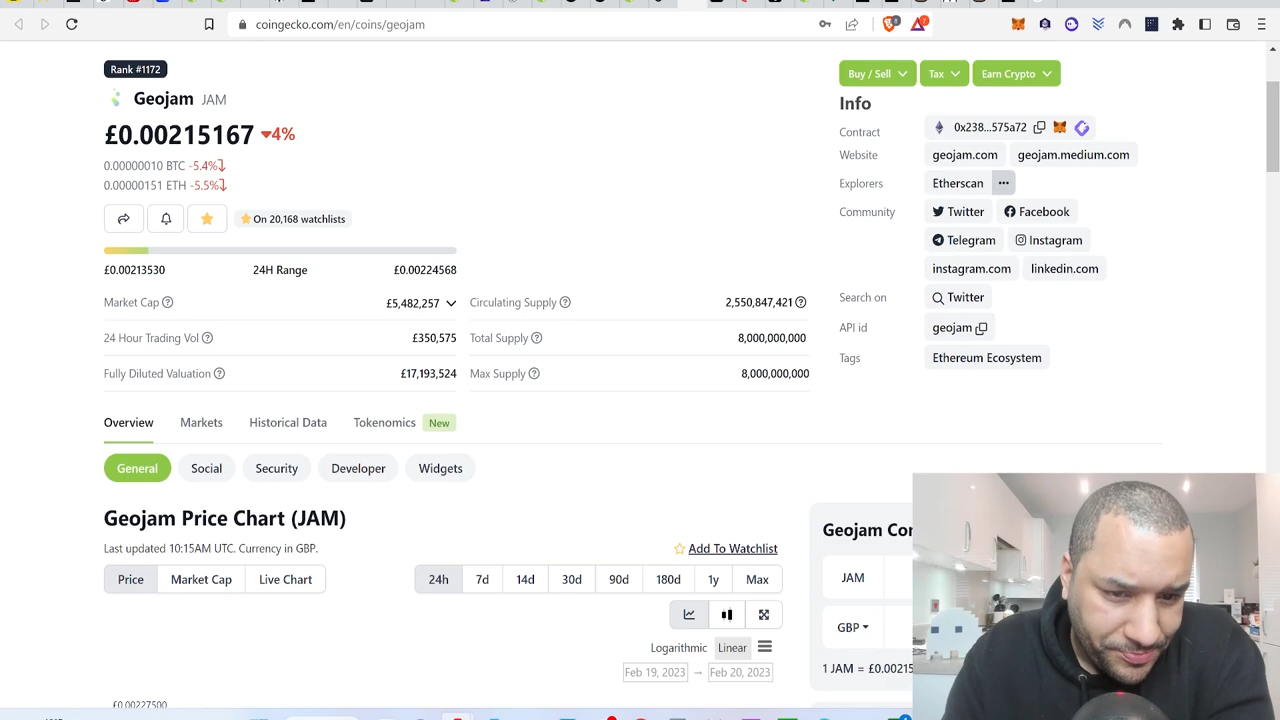 coingecko.com/en/coins/geojam
Rank #1172
Geojam JAM
£0.00215167 4%
0.00000010 BTC -5.4%
0.00000151 ETH -5.5%
On 20,168 watchlists
£0.00213530 24H Range £0.00224568
Market Cap £5,482,257
24 Hour Trading Vol £350,575
Fully Diluted Valuation £17,193,524
Circulating Supply 2,550,847,421
Total Supply 8,000,000,000
Max Supply 8,000,000,000
Buy / Sell Tax Earn Crypto
Info
Contract 0x238...575a72
Website geojam.com geojam.medium.com
Explorers Etherscan ...
Community Twitter Facebook
Telegram Instagram
instagram.com linkedin.com
Search on Twitter
API id geojam
Tags Ethereum Ecosystem
Overview Markets Historical Data Tokenomics New
General Social Security Developer Widgets
Geojam Price Chart (JAM)
Last updated 10:15AM UTC. Currency in GBP.
Add To Watchlist
Price Market Cap Live Chart
24h 7d 14d 30d 90d 180d 1y Max
Logarithmic Linear
Feb 19, 2023 → Feb 20, 2023
£0.00227500
Geojam Con
JAM
GBP
1 JAM = £0.00215